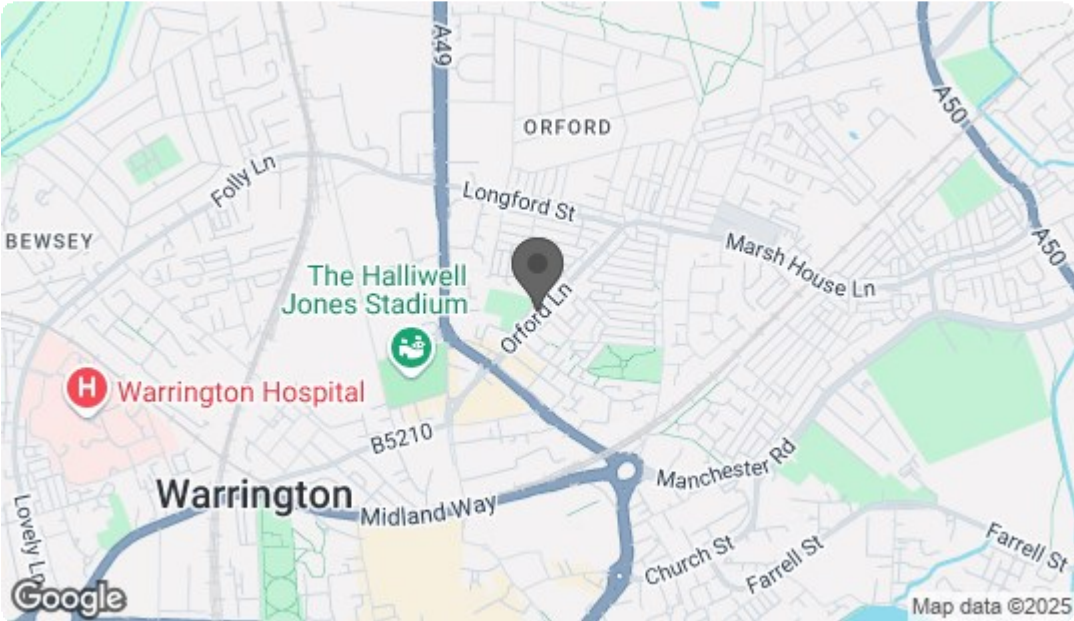 A49
A50
ORFORD
Folly Ln
Longford St
BEWSEY
Marsh House Ln
A50
The Halliwell
Jones Stadium
Orford Ln
H
Warrington Hospital
B5210
Manchester Rd
Warrington
Midland Way
Lovely Ln
Church St
Farrell St
Farrell St
Google
Map data ©2025